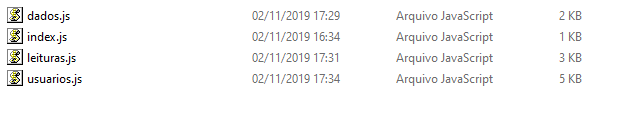 dados.js 02/11/2019 17:29 Arquivo JavaScript 2 KB
index.js 02/11/2019 16:34 Arquivo JavaScript 1 KB
leituras.js 02/11/2019 17:31 Arquivo JavaScript 3 KB
usuarios.js 02/11/2019 17:34 Arquivo JavaScript 5 KB